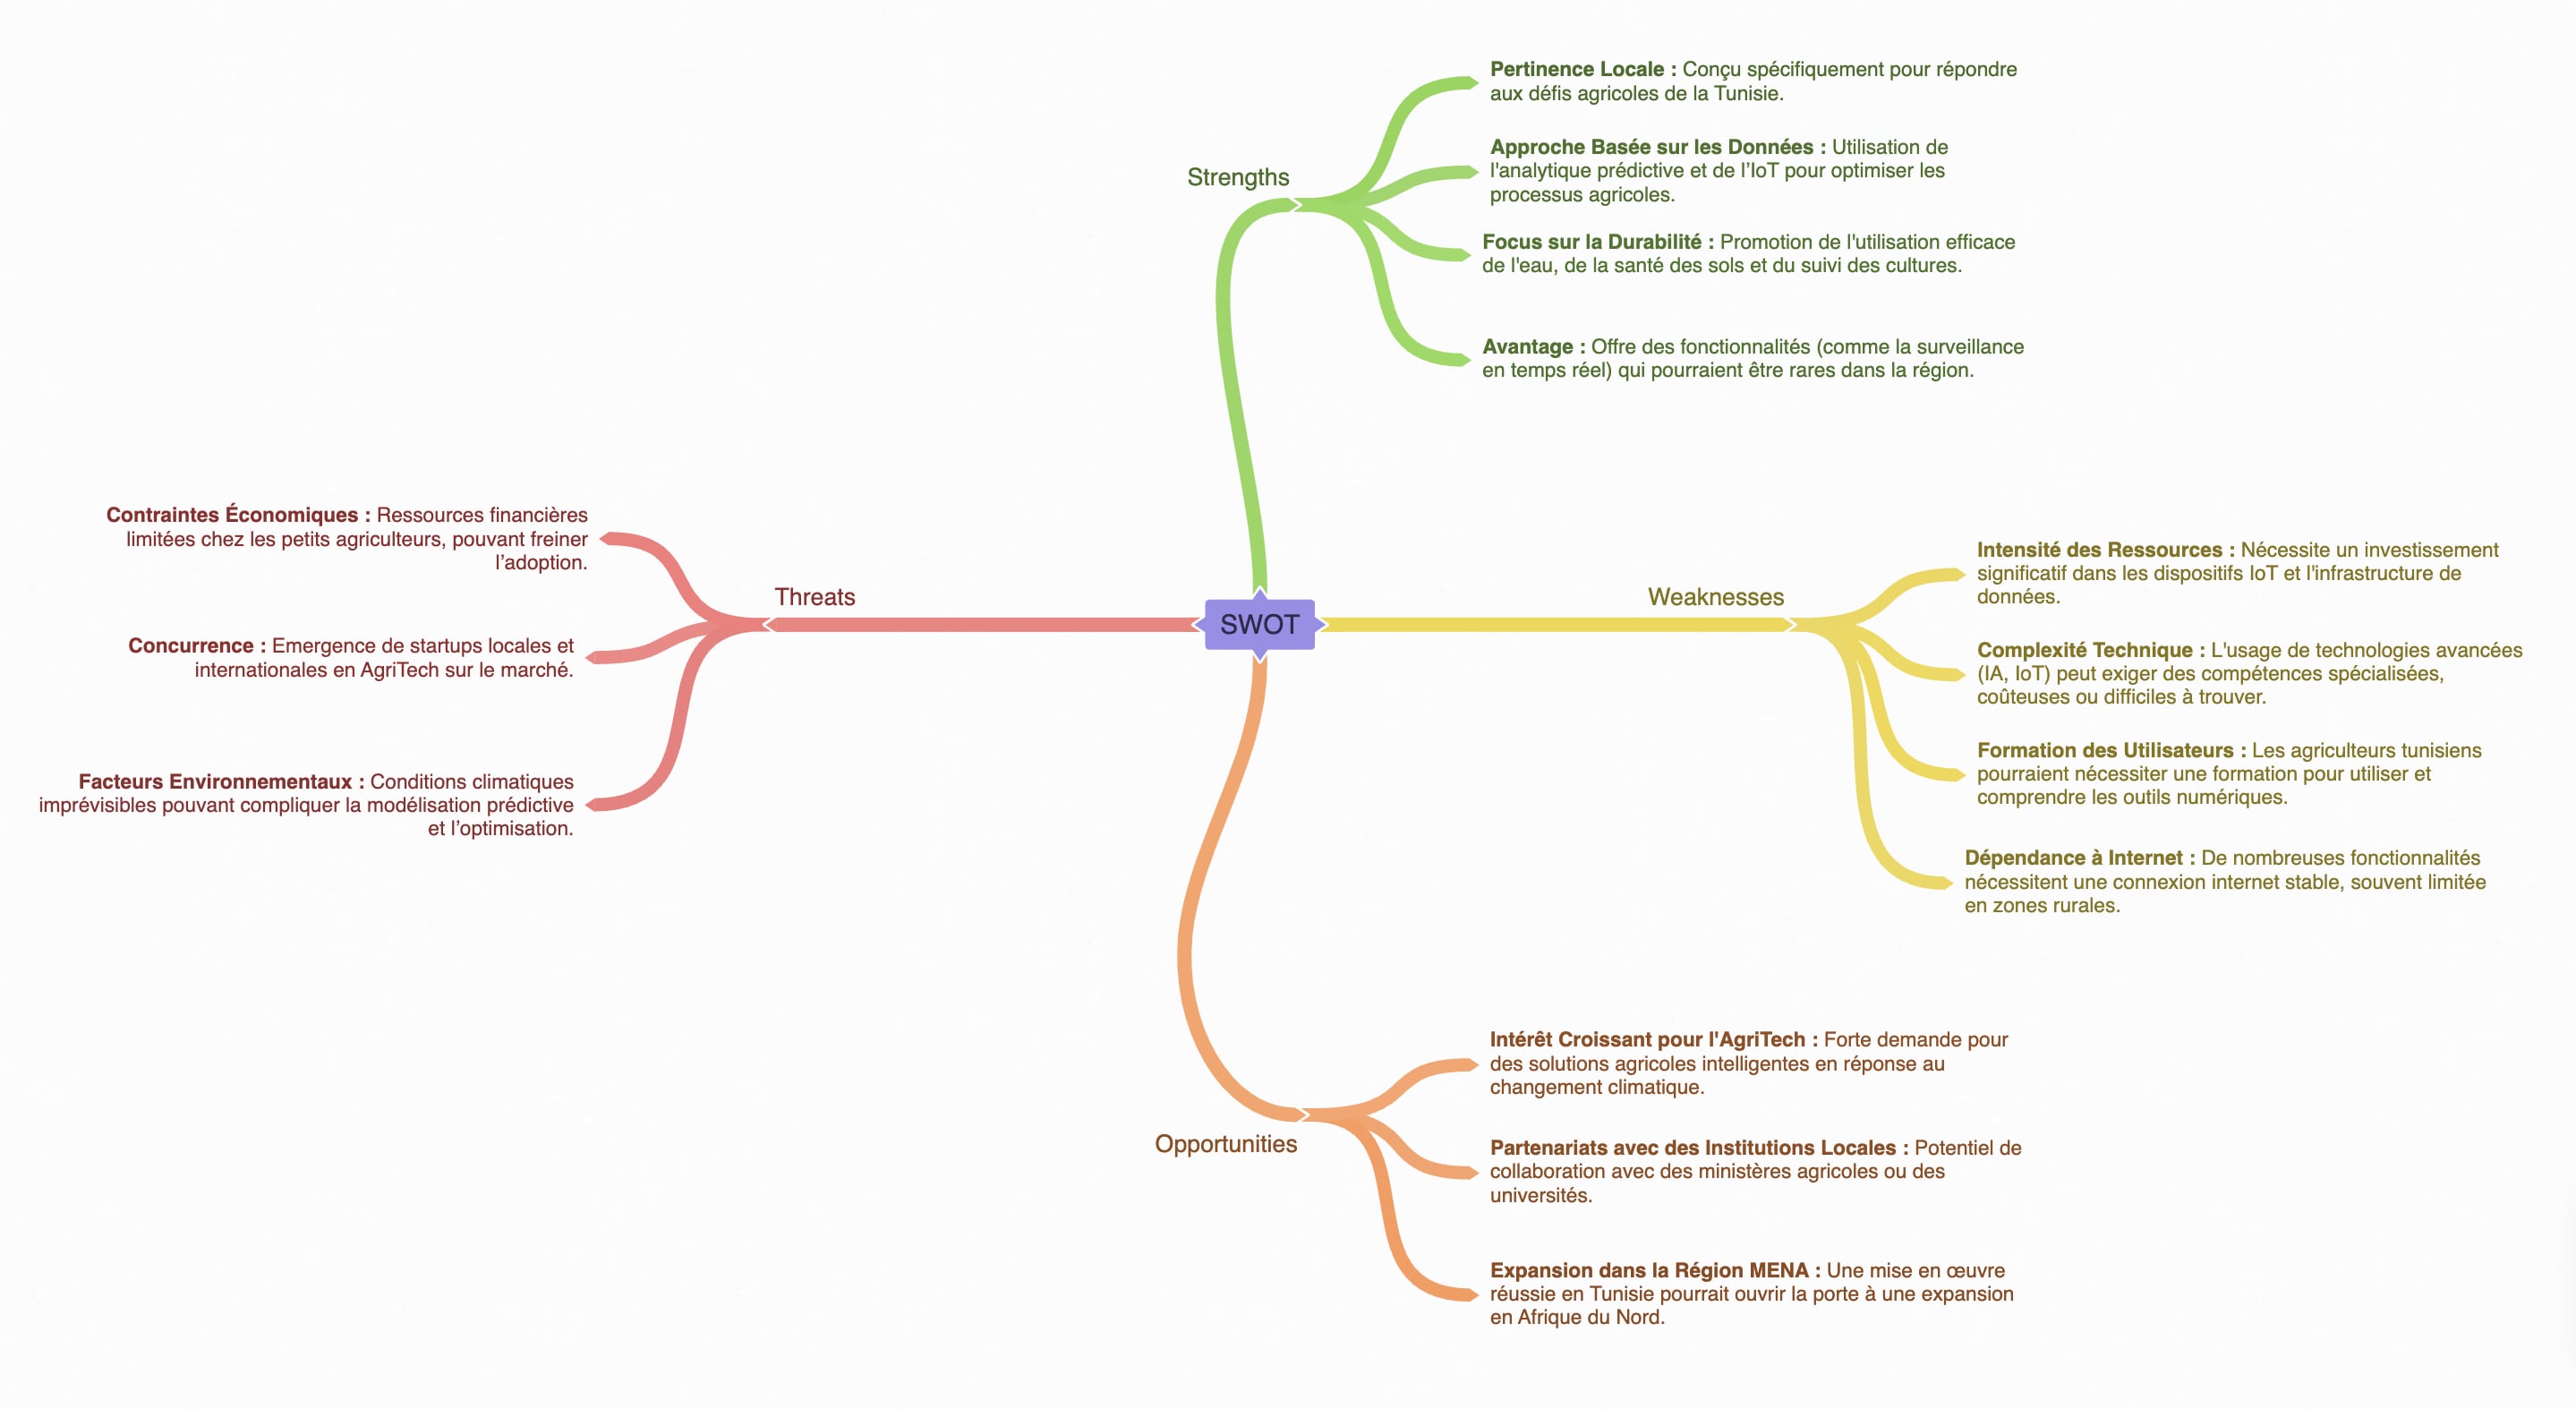 Strengths
Pertinence Locale : Conçu spécifiquement pour répondre
aux défis agricoles de la Tunisie.
Approche Basée sur les Données : Utilisation de
l'analytique prédictive et de l’IoT pour optimiser les
processus agricoles.
Focus sur la Durabilité : Promotion de l'utilisation efficace
de l'eau, de la santé des sols et du suivi des cultures.
Avantage : Offre des fonctionnalités (comme la surveillance
en temps réel) qui pourraient être rares dans la région.
Threats
Contraintes Économiques : Ressources financières
limitées chez les petits agriculteurs, pouvant freiner
l’adoption.
Concurrence : Emergence de startups locales et
internationales en AgriTech sur le marché.
Facteurs Environnementaux : Conditions climatiques
imprévisibles pouvant compliquer la modélisation prédictive
et l’optimisation.
SWOT
Weaknesses
Intensité des Ressources : Nécessite un investissement
significatif dans les dispositifs IoT et l'infrastructure de
données.
Complexité Technique : L'usage de technologies avancées
(IA, IoT) peut exiger des compétences spécialisées,
coûteuses ou difficiles à trouver.
Formation des Utilisateurs : Les agriculteurs tunisiens
pourraient nécessiter une formation pour utiliser et
comprendre les outils numériques.
Dépendance à Internet : De nombreuses fonctionnalités
nécessitent une connexion internet stable, souvent limitée
en zones rurales.
Opportunities
Intérêt Croissant pour l'AgriTech : Forte demande pour
des solutions agricoles intelligentes en réponse au
changement climatique.
Partenariats avec des Institutions Locales : Potentiel de
collaboration avec des ministères agricoles ou des
universités.
Expansion dans la Région MENA : Une mise en œuvre
réussie en Tunisie pourrait ouvrir la porte à une expansion
en Afrique du Nord.